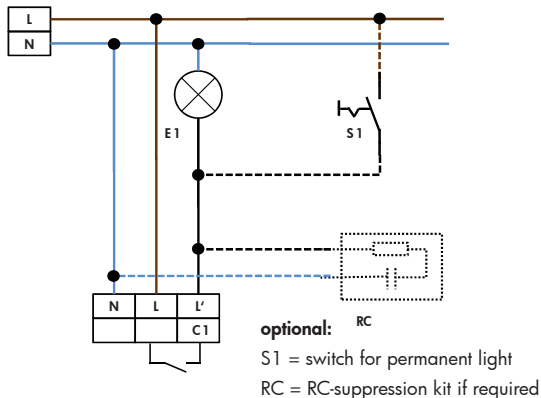 L
N
E1
S1
N L L‘
C1
RC
optional:
S1 = switch for permanent light
RC = RC-suppression kit if required